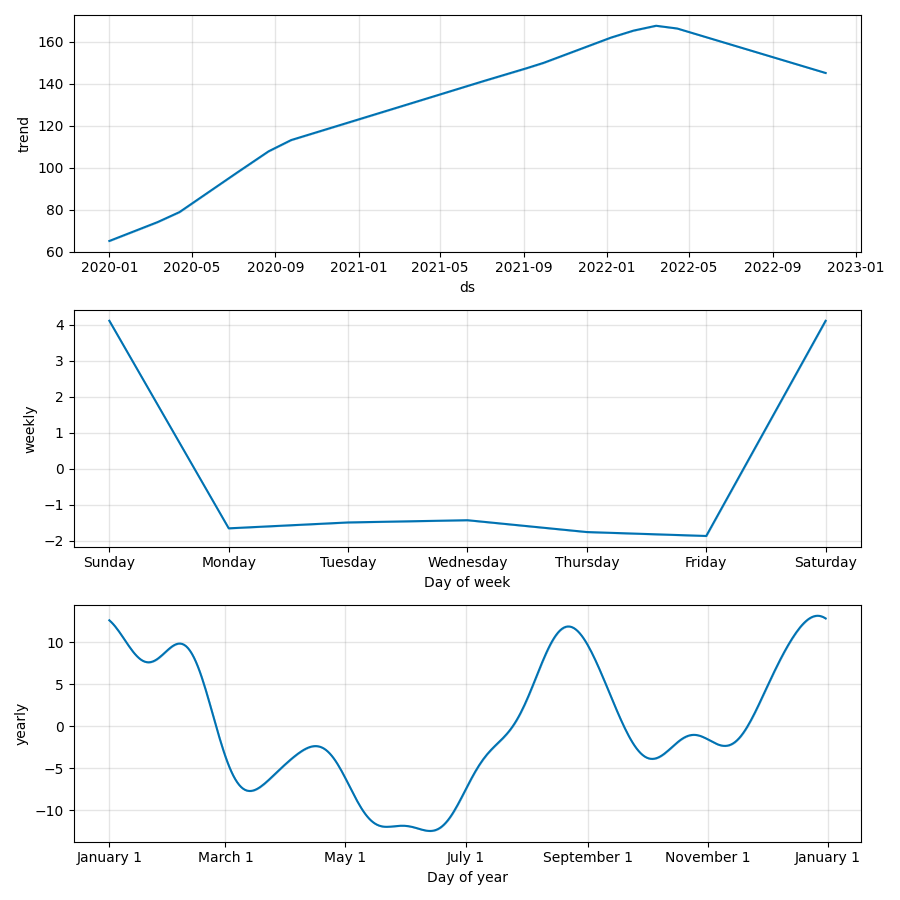 160
140
120
100
80
60
trend
2020-01 2020-05 2020-09 2021-01 2021-05 2021-09 2022-01 2022-05 2022-09 2023-01
ds
4
3
2
1
0
−1
−2
weekly
Sunday Monday Tuesday Wednesday Thursday Friday Saturday
Day of week
10
5
0
−5
−10
yearly
January 1 March 1 May 1 July 1 September 1 November 1 January 1
Day of year